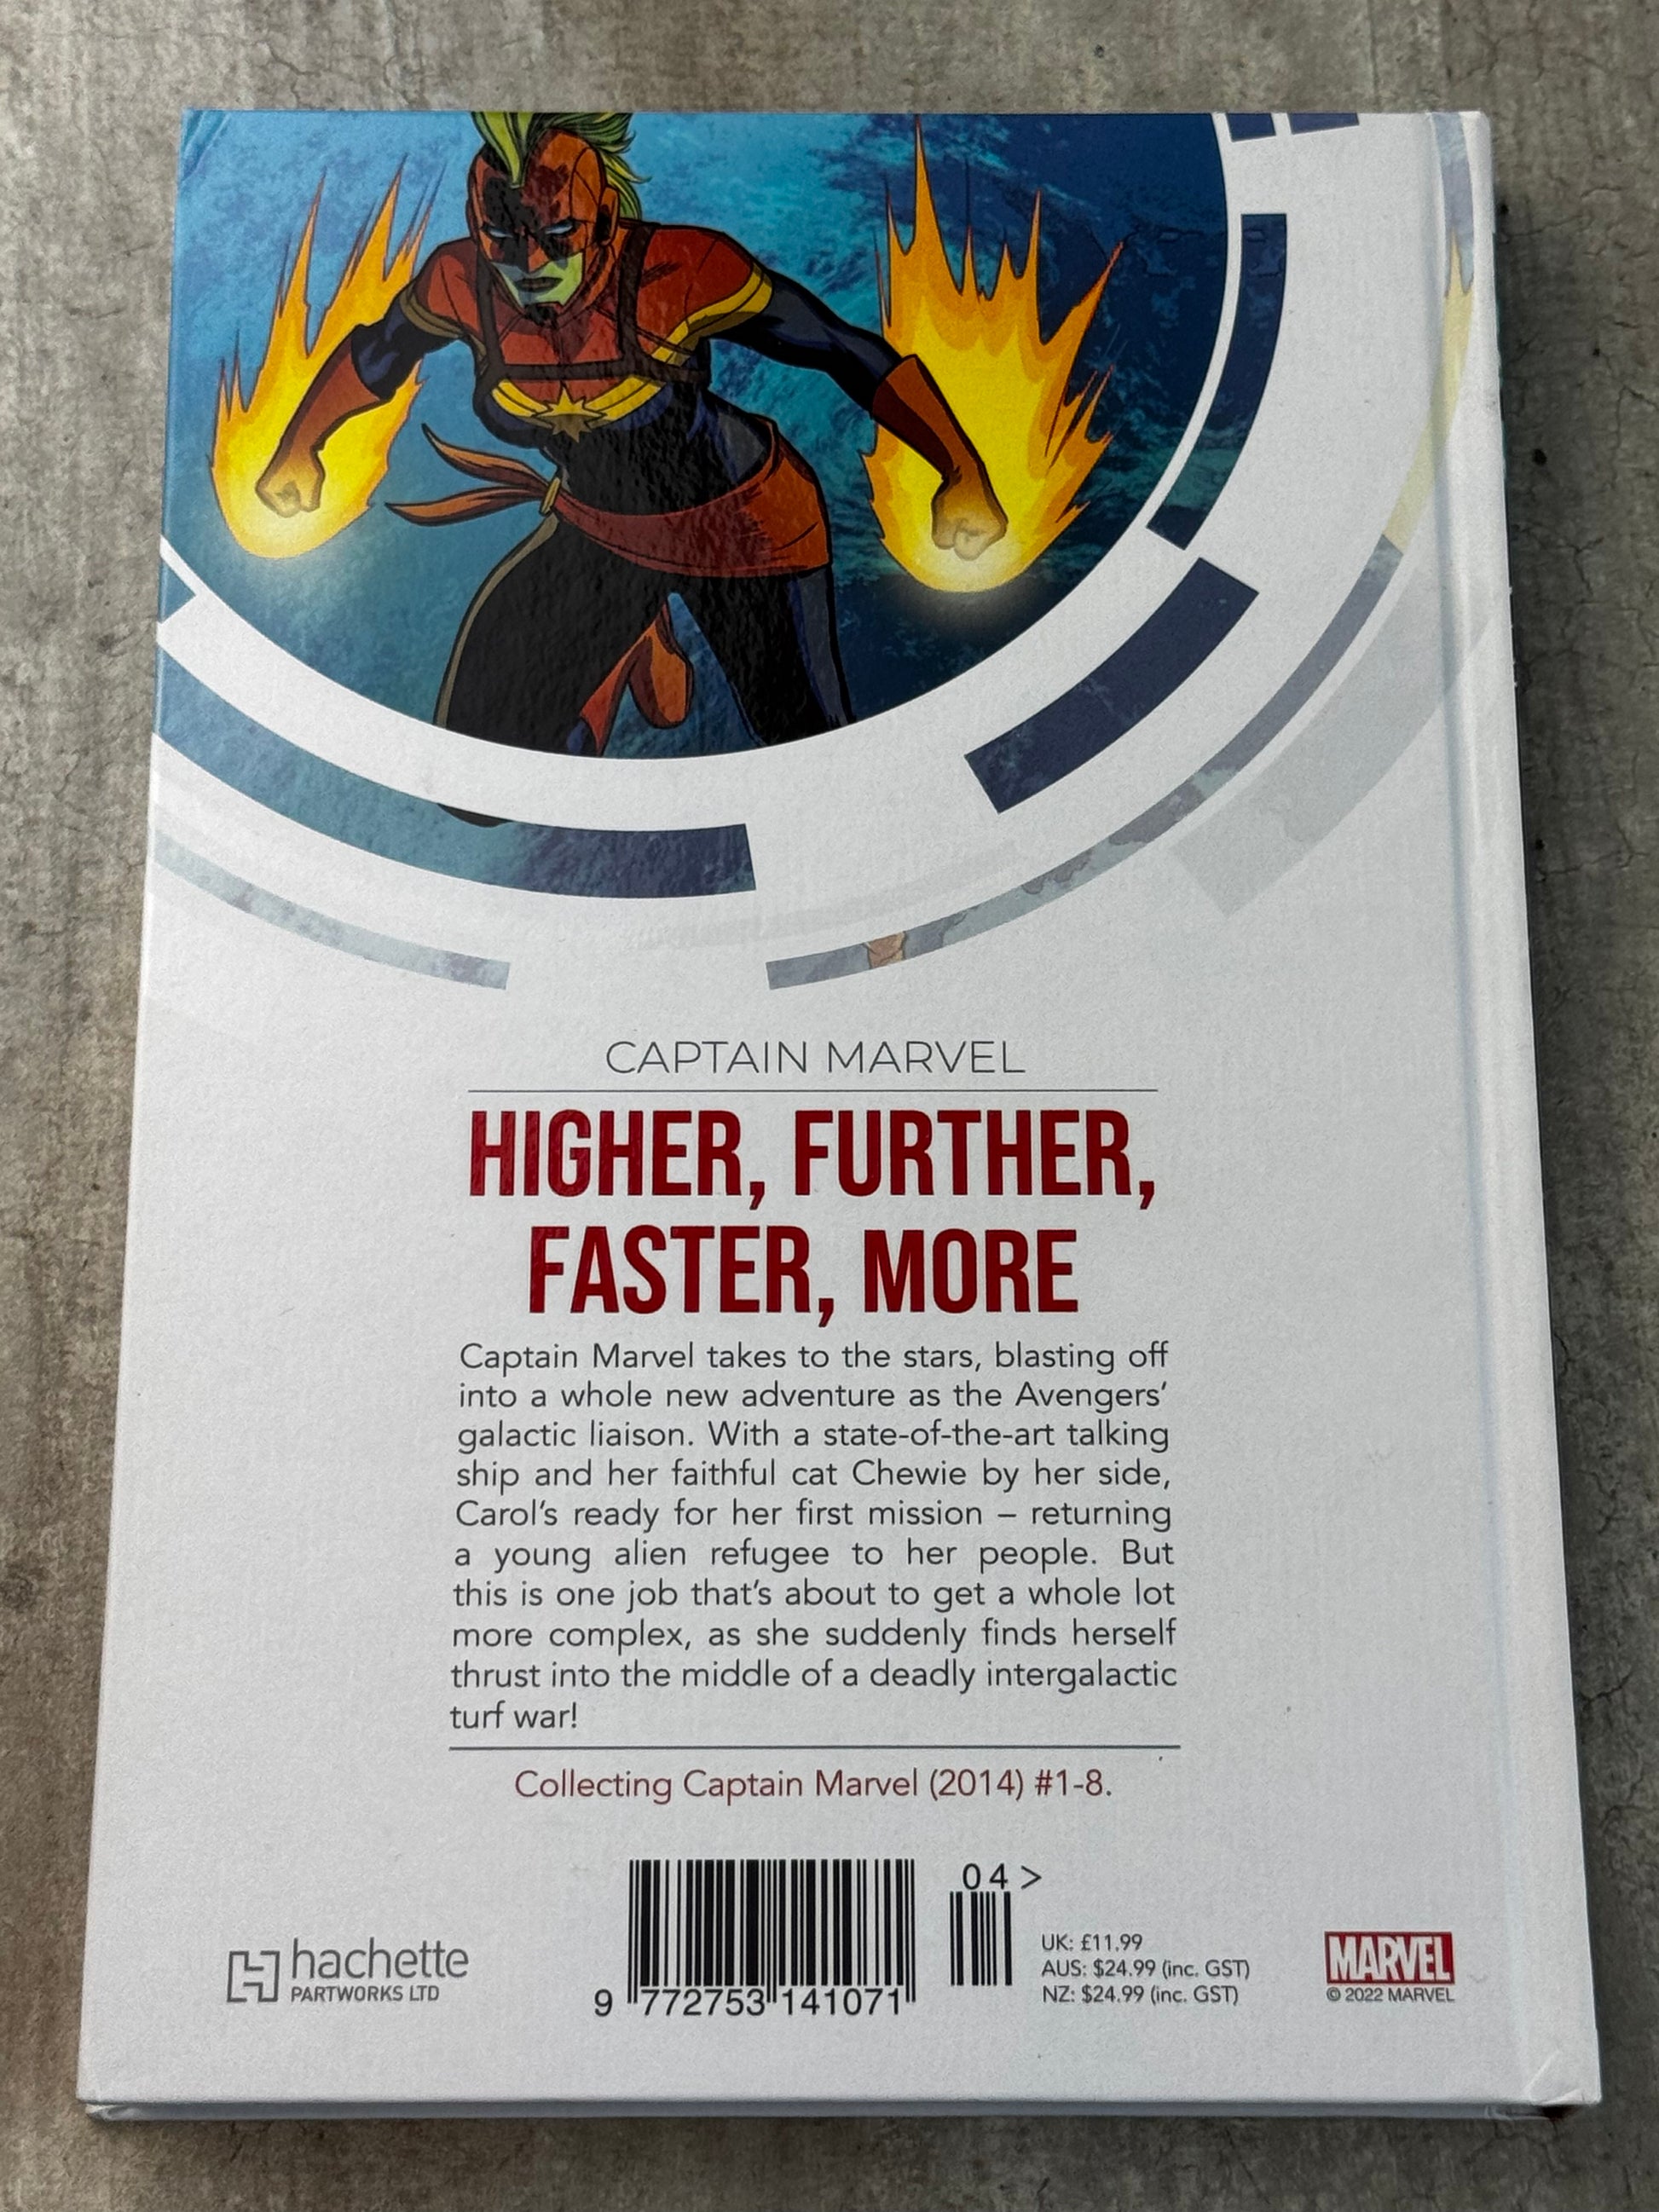 CAPTAIN MARVEL
HIGHER, FURTHER,
FASTER, MORE
Captain Marvel takes to the stars, blasting off
into a whole new adventure as the Avengers'
galactic liaison. With a state-of-the-art talking
ship and her faithful cat Chewie by her side,
Carol's ready for her first mission – returning
a young alien refugee to her people. But
this is one job that's about to get a whole lot
more complex, as she suddenly finds herself
thrust into the middle of a deadly intergalactic
turf war!
Collecting Captain Marvel (2014) #1-8.
hachette
PARTWORKS LTD
9 772753 141071
04 >
UK: £11.99
AUS: $24.99 (inc. GST)
NZ: $24.99 (inc. GST)
MARVEL
© 2022 MARVEL